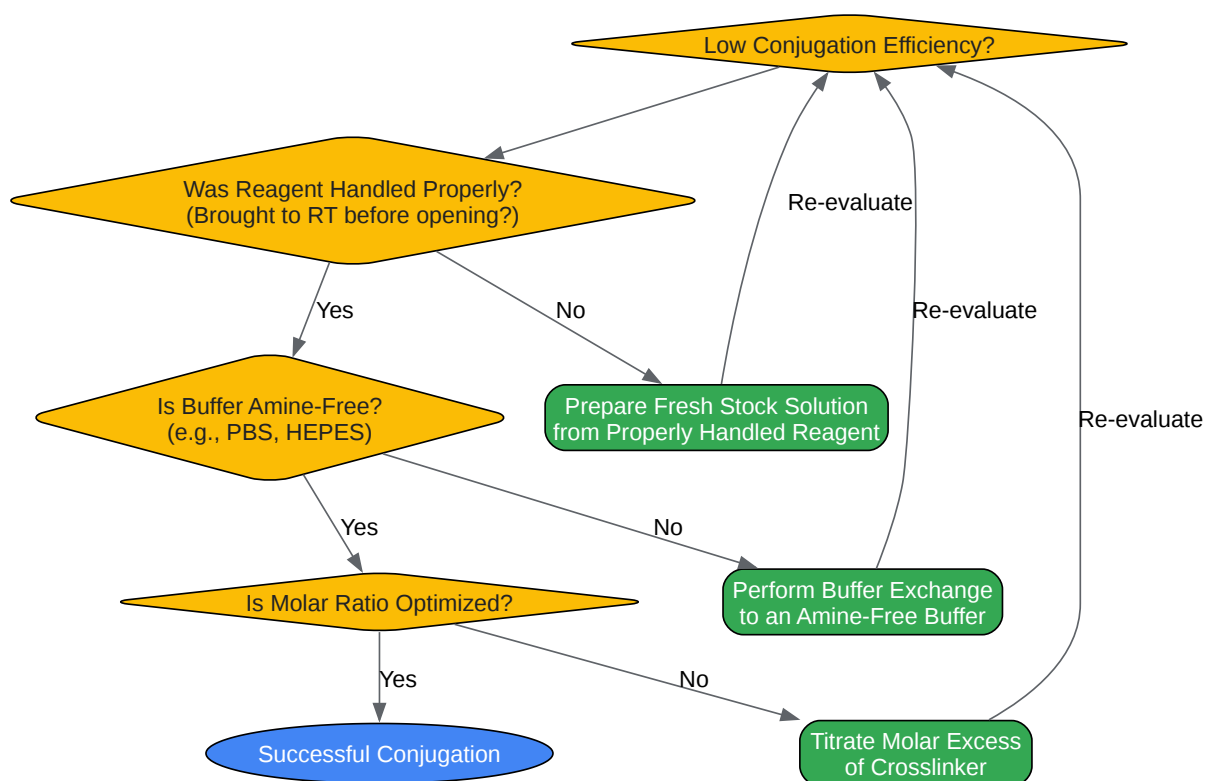 Low Conjugation Efficiency?
Was Reagent Handled Properly?
(Brought to RT before opening?)
Re-evaluate
Yes
No
Re-evaluate
Is Buffer Amine-Free?
(e.g., PBS, HEPES)
Prepare Fresh Stock Solution
from Properly Handled Reagent
Re-evaluate
Yes
No
Is Molar Ratio Optimized?
Perform Buffer Exchange
to an Amine-Free Buffer
Yes
No
Successful Conjugation
Titrate Molar Excess
of Crosslinker